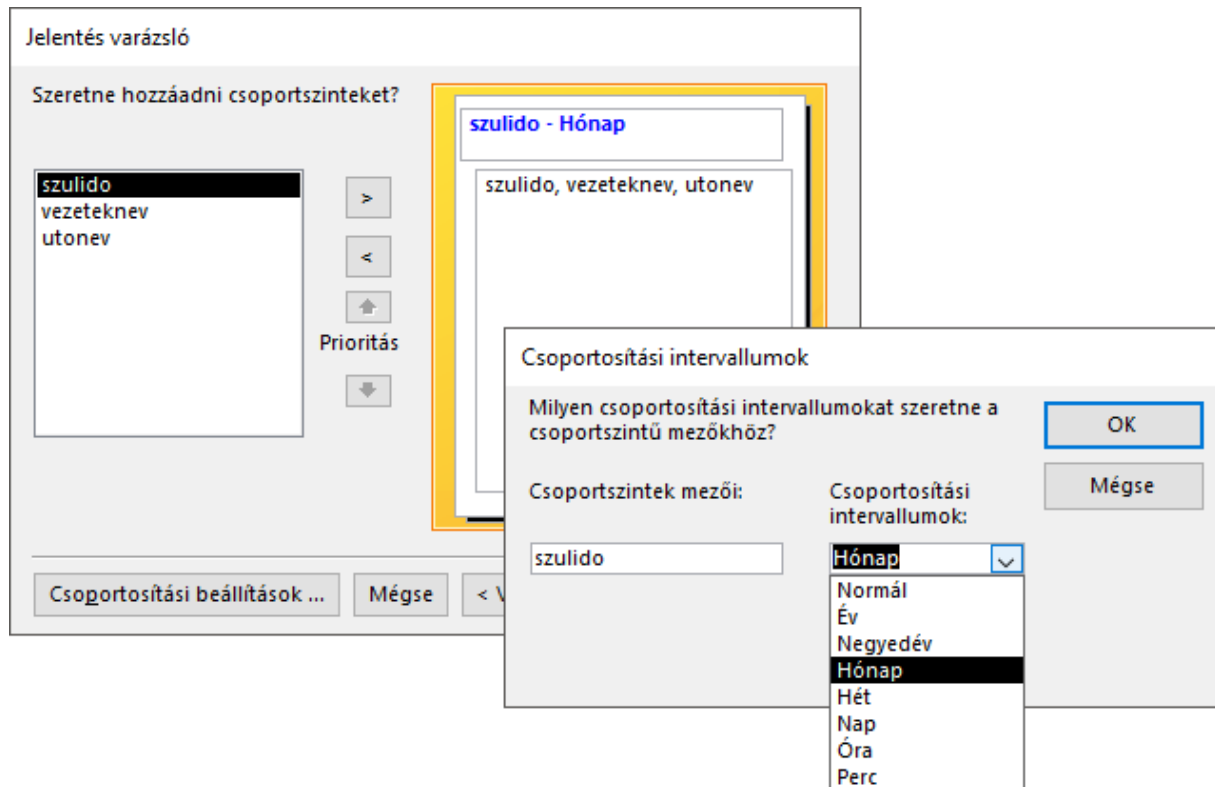 Jelentés varázsló
Szeretne hozzáadni csoportszinteket?
szulido
vezeteknev
utonev
>
<
Prioritás
szulido - Hónap
szulido, vezeteknev, utonev
Csoportosítási beállítások ...
Mégse
<
Csoportosítási intervallumok
Milyen csoportosítási intervallumokat szeretne a
csoportszintű mezőkhöz?
OK
Mégse
Csoportszintek mezői:
Csoportosítási
intervallumok:
szulido
Hónap
Normál
Év
Negyedév
Hónap
Hét
Nap
Óra
Perc